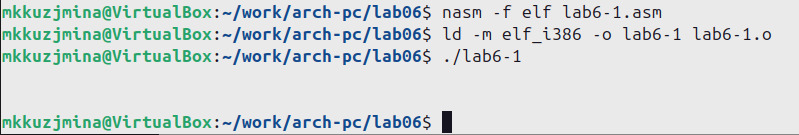 mkkuzjmina@VirtualBox:~/work/arch-pc/lab06$ nasm -f elf lab6-1.asm
mkkuzjmina@VirtualBox:~/work/arch-pc/lab06$ ld -m elf_i386 -o lab6-1 lab6-1.o
mkkuzjmina@VirtualBox:~/work/arch-pc/lab06$ ./lab6-1
mkkuzjmina@VirtualBox:~/work/arch-pc/lab06$